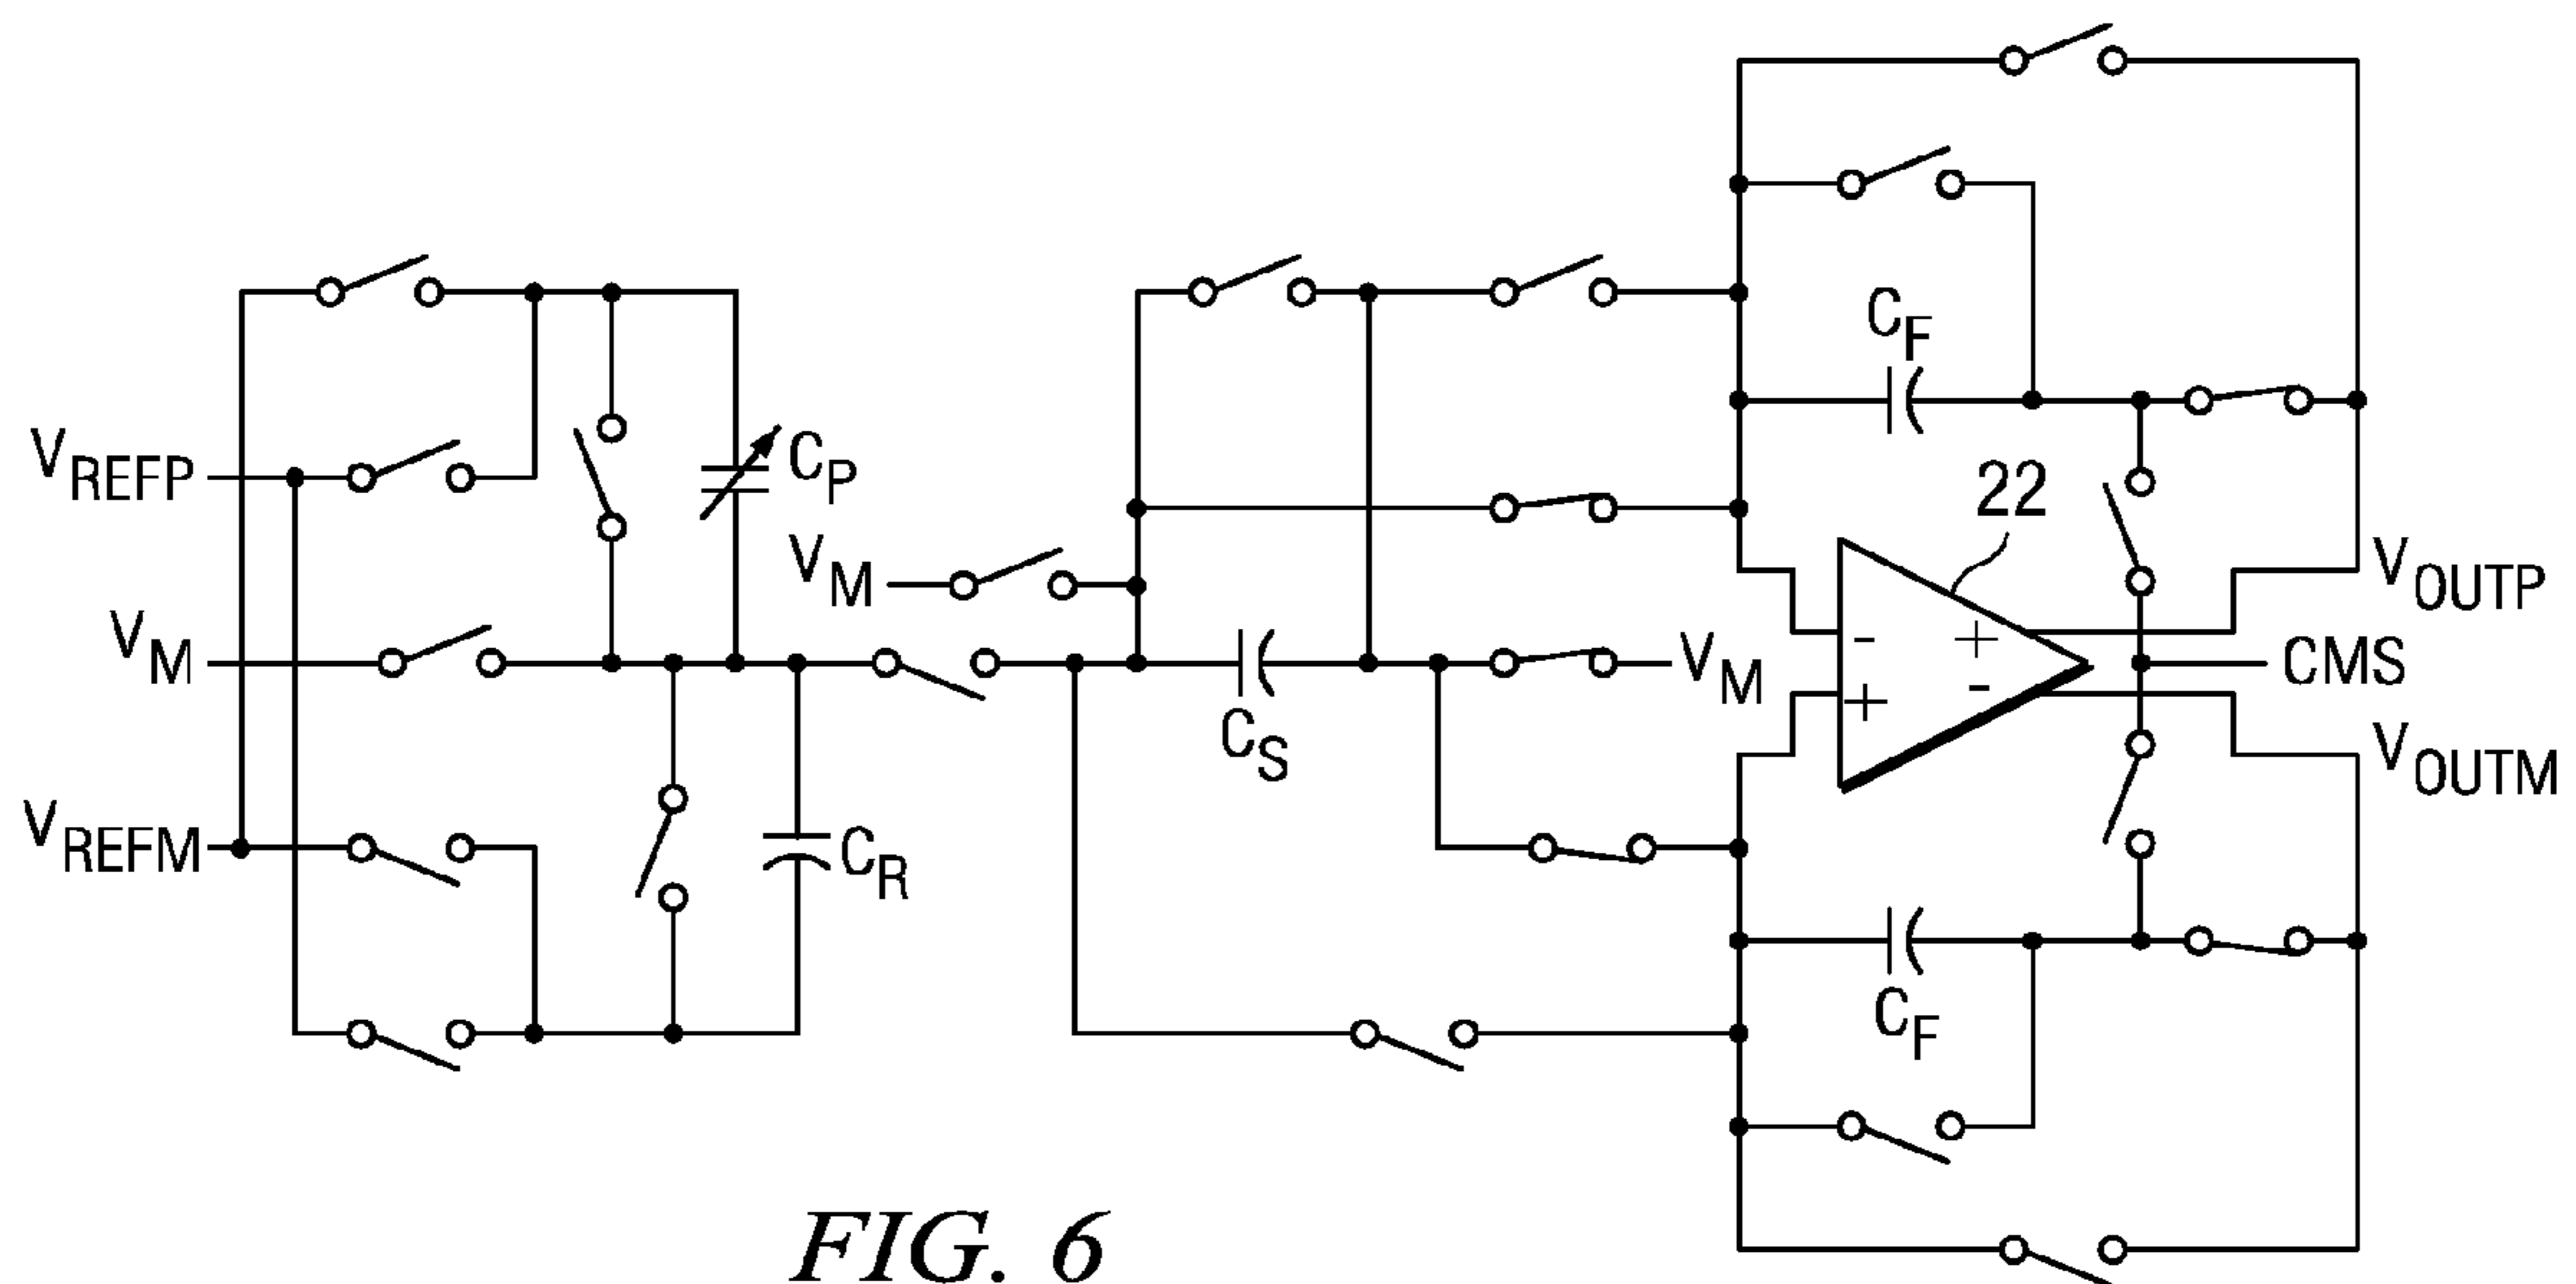 C_F
V_REFP
C_P
22
V_M
V_OUTP
V_M
V_M
CMS
C_S
V_OUTM
V_REFM
C_R
C_F
- +
+ -
FIG. 6